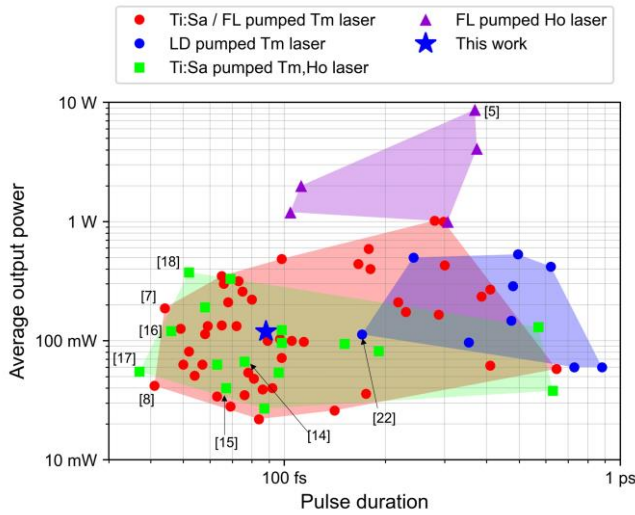 Ti:Sa / FL pumped Tm laser
FL pumped Ho laser
LD pumped Tm laser
This work
Ti:Sa pumped Tm,Ho laser
10 W
[5]
1 W
[18]
[7]
[16]
100 mW
[17]
[8]
[22]
[14]
[15]
10 mW
100 fs
1 ps
Average output power
Pulse duration